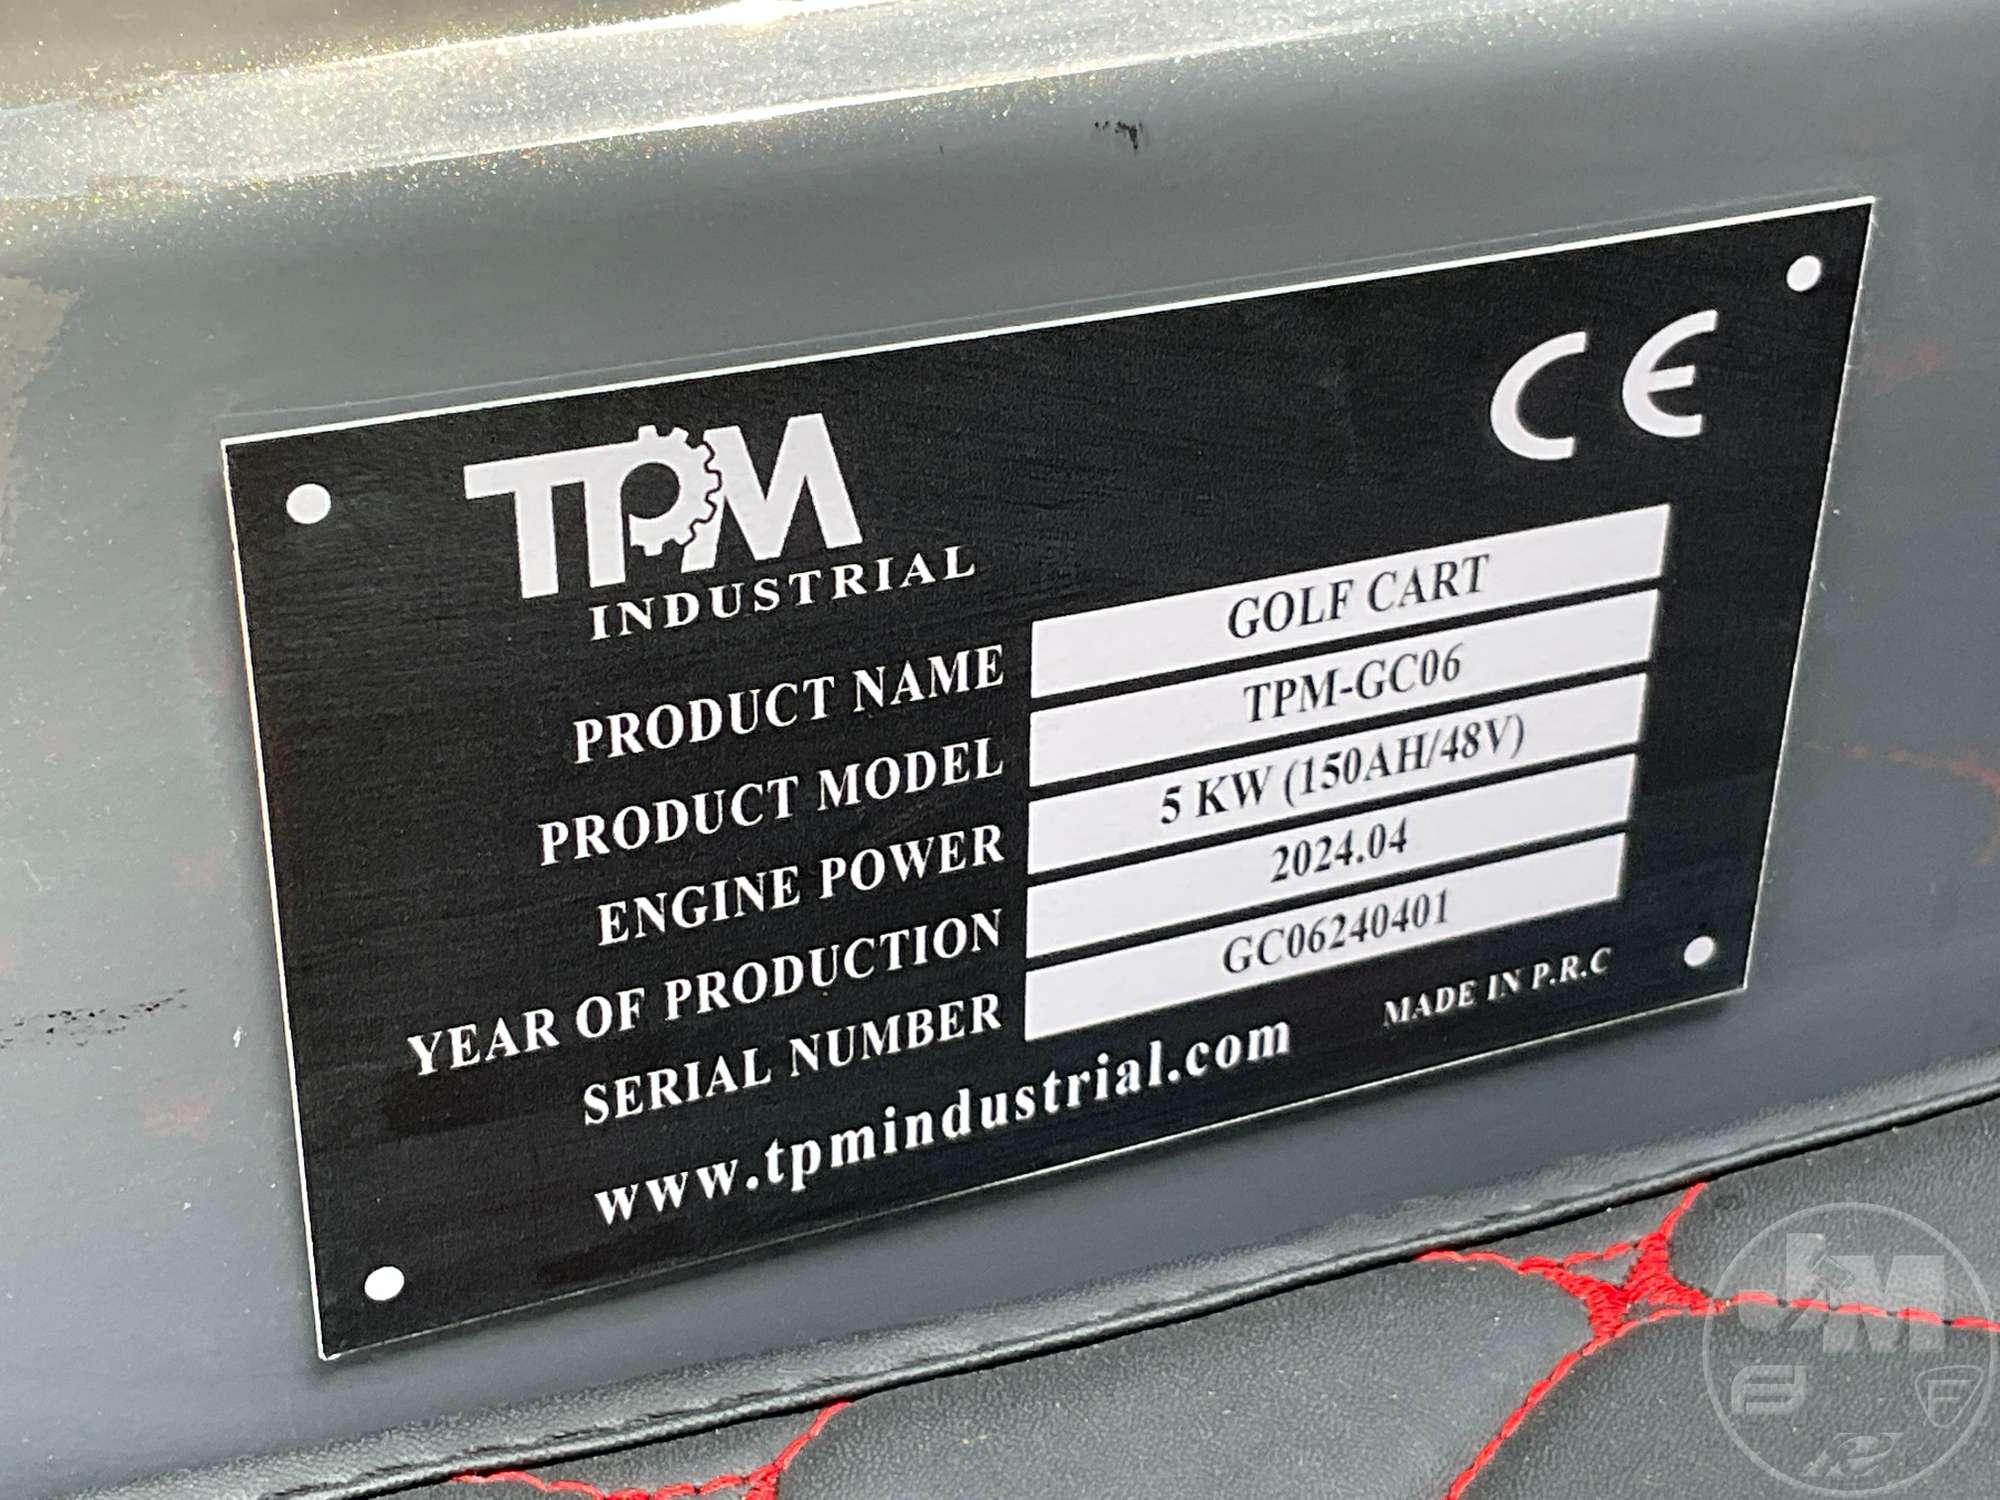 CE
TPM
INDUSTRIAL
PRODUCT NAME GOLF CART
PRODUCT MODEL TPM-GC06
ENGINE POWER 5 KW (150AH/48V)
YEAR OF PRODUCTION 2024.04
SERIAL NUMBER GC06240401
www.tpmindustrial.com MADE IN P.R.C
JM